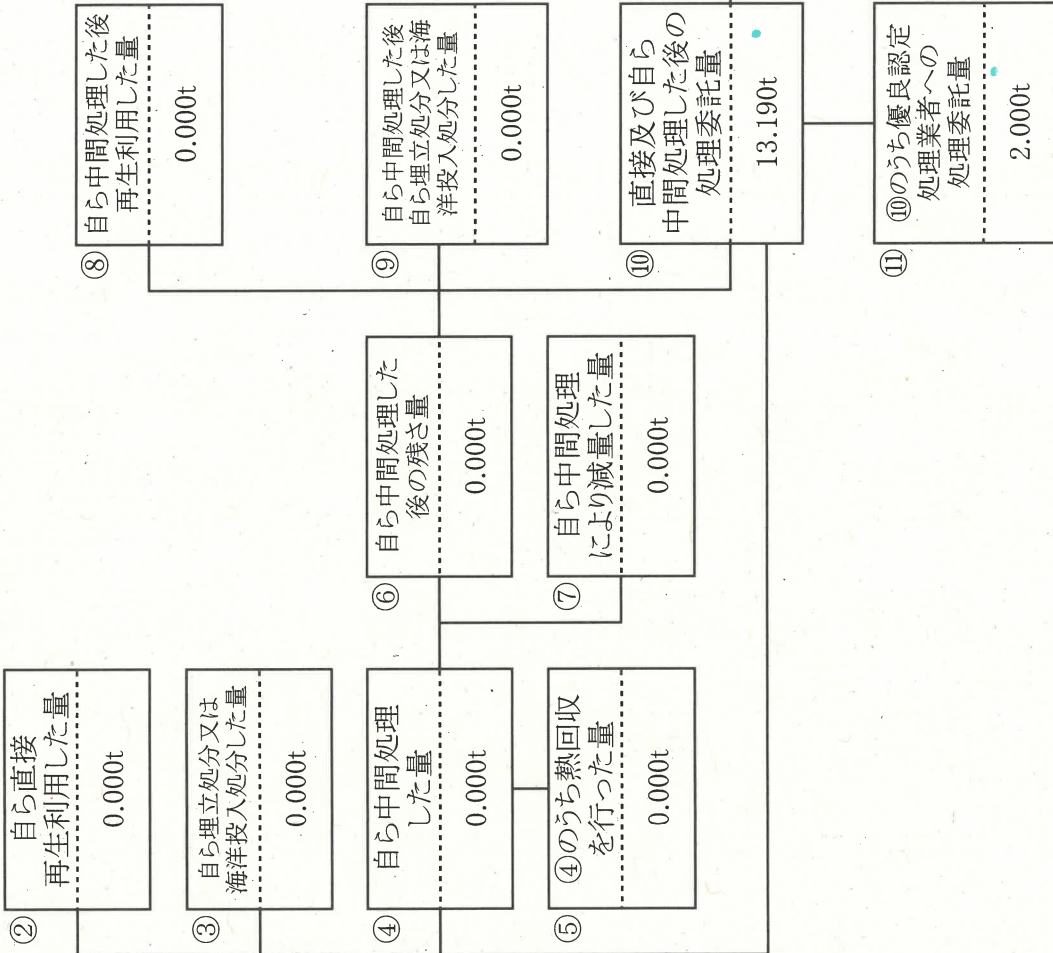 ②
自ら直接
再生利用した量
0.000t
③
自ら埋立処分又は
海洋投入処分した量
0.000t
④
自ら中間処理
した量
0.000t
⑤
④のうち熱回収
を行った量
0.000t
⑥
自ら中間処理した
後の残さ量
0.000t
⑦
自ら中間処理
により減量した量
0.000t
⑧
自ら中間処理した後
再生利用した量
0.000t
⑨
自ら中間処理した後
自ら埋立処分又は海
洋投入処分した量
0.000t
⑩
直接及び自ら
中間処理した後の
処理委託量
13.190t
⑪
⑩のうち優良認定
処理業者への
処理委託量
2.000t